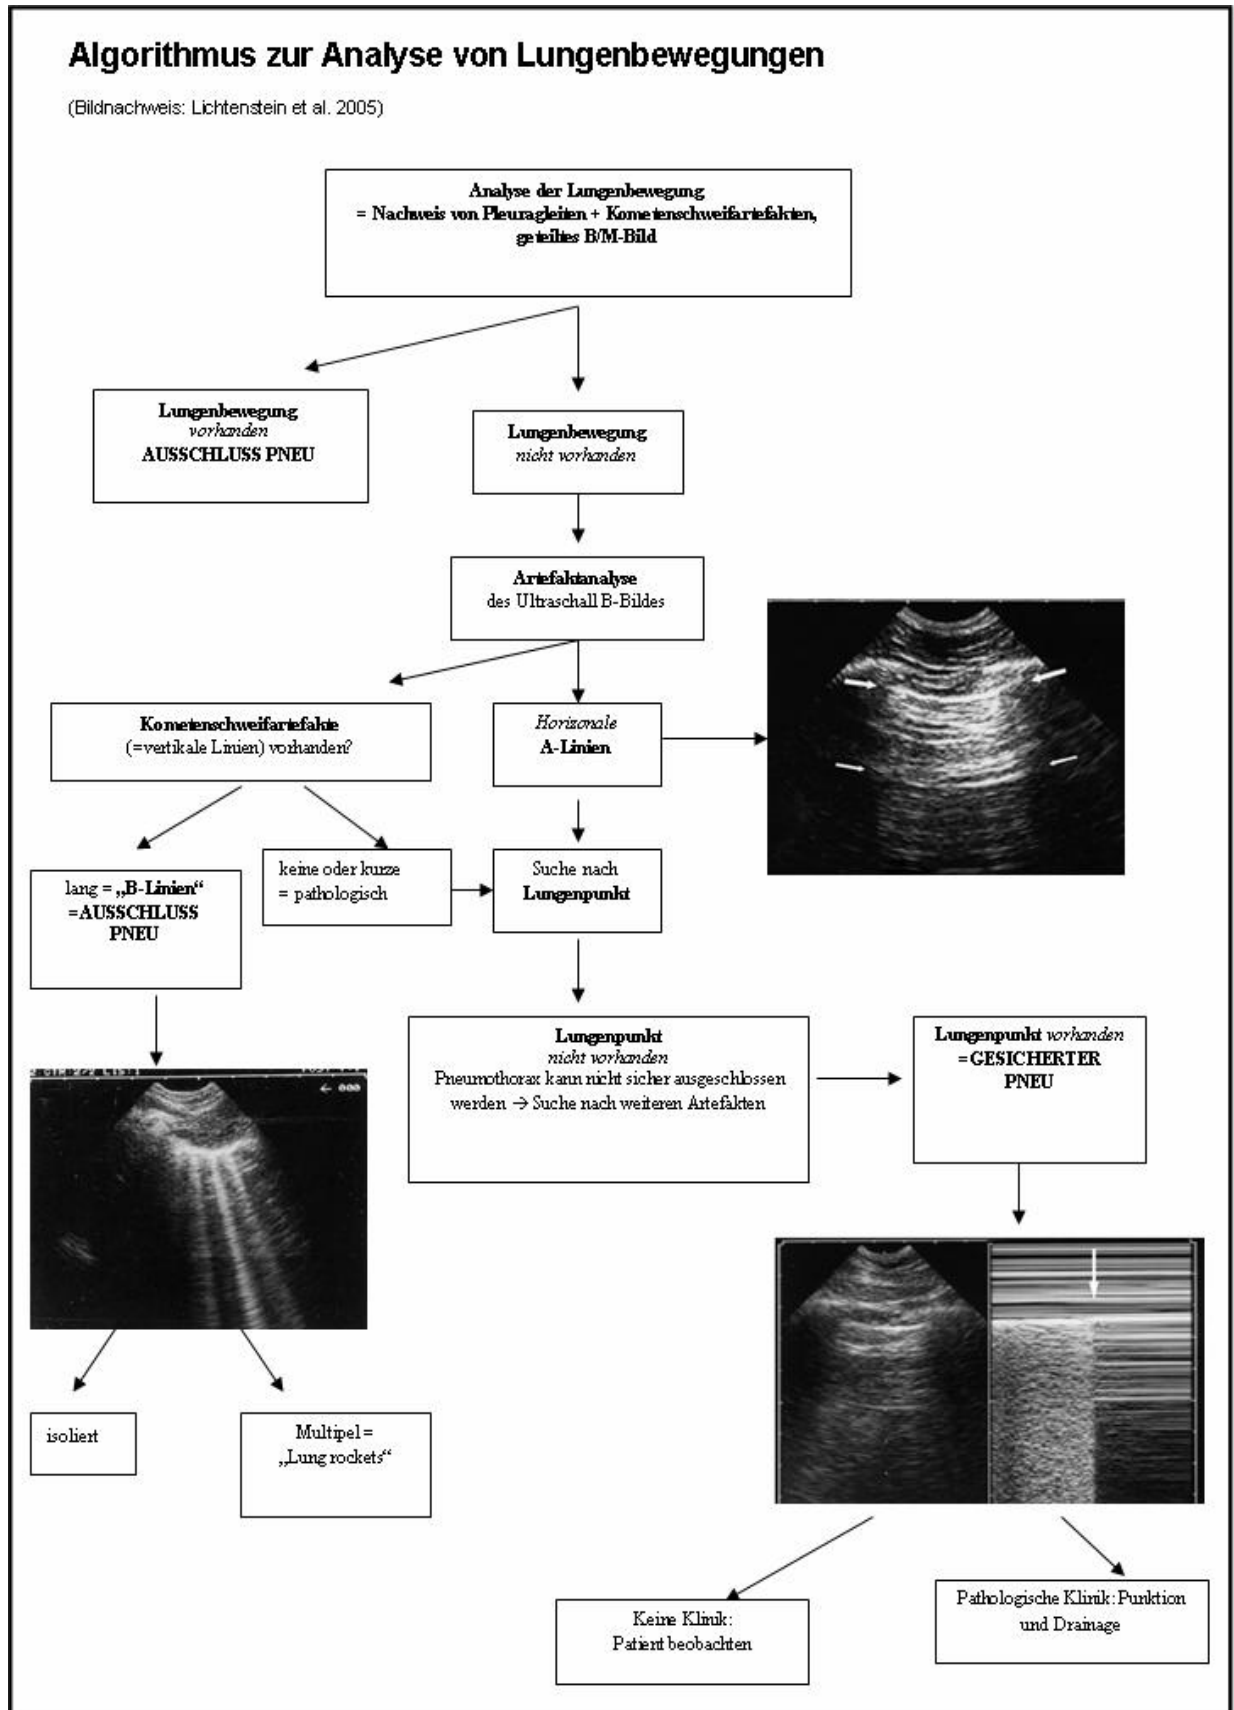 Algorithmus zur Analyse von Lungenbewegungen
(Bildnachweis: Lichtenstein et al. 2005)
Analyse der Lungenbewegung
= Nachweis von Pleuragleiten + Kometenschweifartefakten,
geteiltes B/M-Bild
Lungenbewegung
vorhanden
AUSSCHLUSS PNEU
Lungenbewegung
nicht vorhanden
Artefaktanalyse
des Ultraschall B-Bildes
Kometenschweifartefakte
(=vertikale Linien) vorhanden?
Horizonale
A-Linien
lang = „B-Linien“
=AUSSCHLUSS
PNEU
keine oder kurze
= pathologisch
Suche nach
Lungenpunkt
Lungenpunkt
nicht vorhanden
Pneumothorax kann nicht sicher ausgeschlossen
werden → Suche nach weiteren Artefakten
Lungenpunkt vorhanden
=GESICHERTER
PNEU
isoliert
Multipel =
„Lung rockets“
Keine Klinik:
Patient beobachten
Pathologische Klinik: Punktion
und Drainage